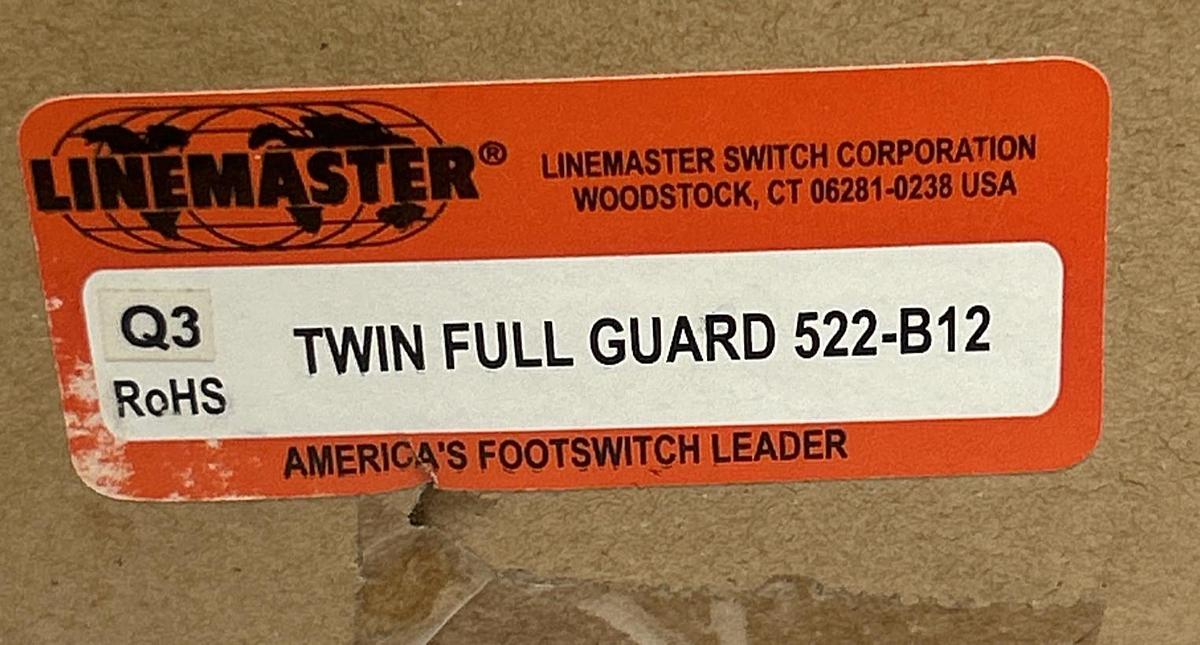 LINEMASTER®
LINEMASTER SWITCH CORPORATION
WOODSTOCK, CT 06281-0238 USA
Q3
RoHS
TWIN FULL GUARD 522-B12
AMERICA'S FOOTSWITCH LEADER